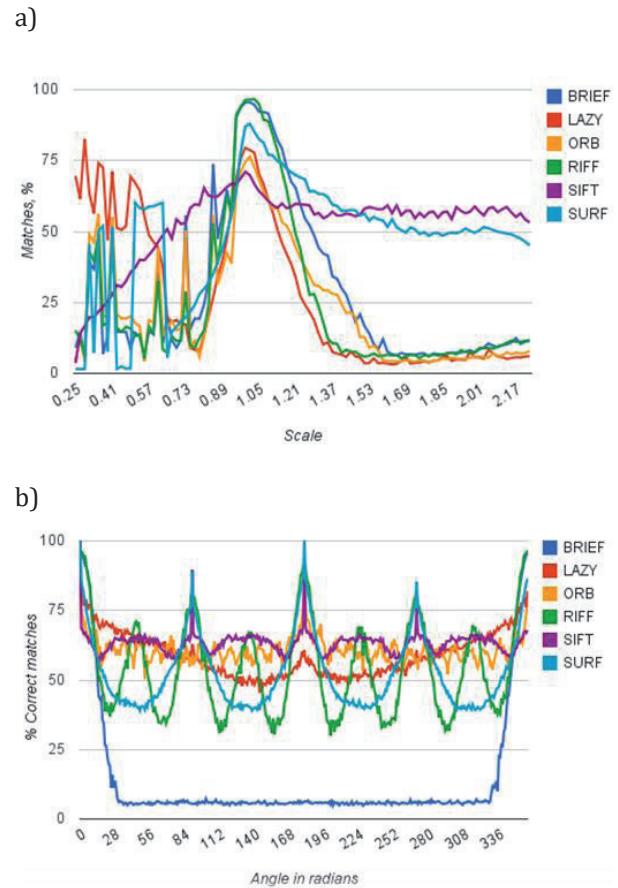 a)
100
75
50
25
0
Matches, %
0.25 0.41 0.57 0.73 0.89 1.05 1.21 1.37 1.53 1.69 1.85 2.01 2.17
Scale
BRIEF
LAZY
ORB
RIFF
SIFT
SURF
b)
100
75
50
25
0
% Correct matches
0 28 56 84 112 140 168 196 224 252 280 308 336
Angle in radians
BRIEF
LAZY
ORB
RIFF
SIFT
SURF